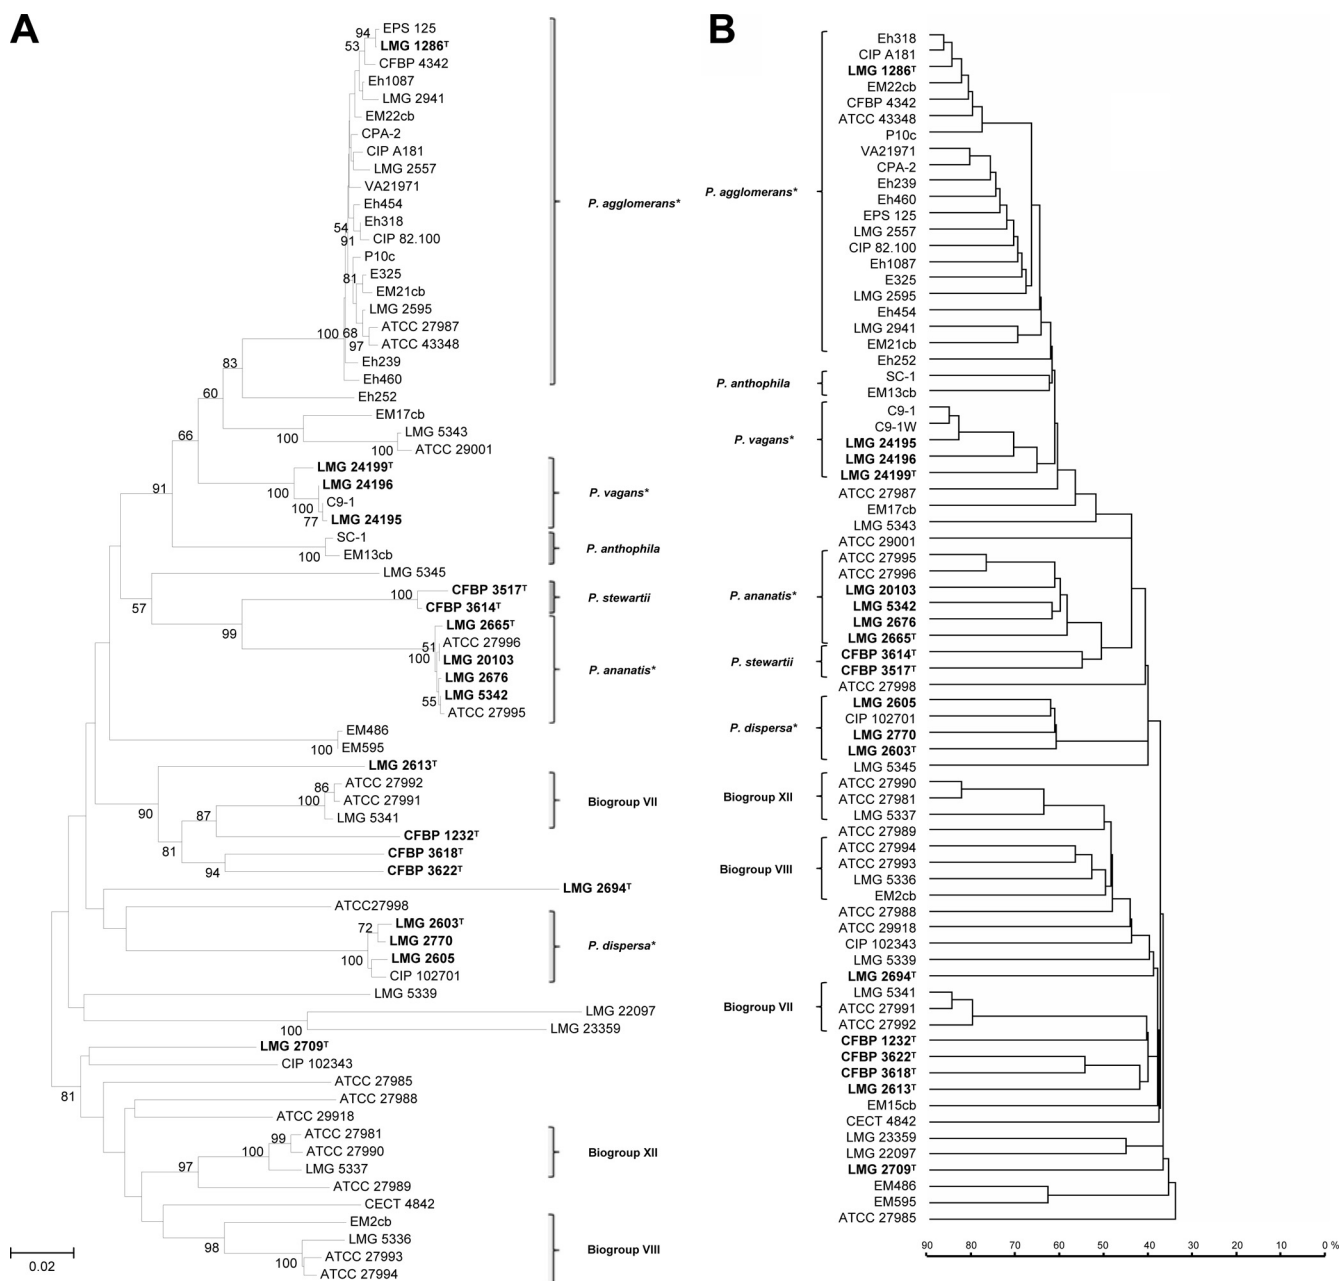 A
94
EPS 125
53
LMG 1286ᵀ
CFBP 4342
Eh1087
LMG 2941
EM22cb
CPA-2
CIP A181
LMG 2557
VA21971
P. agglomerans*
Eh454
Eh318
54
91
CIP 82.100
P10c
E325
81
EM21cb
LMG 2595
ATCC 27987
100
68
97
ATCC 43348
Eh239
83
Eh460
60
Eh252
EM17cb
66
100
LMG 5343
100
ATCC 29001
LMG 24199ᵀ
91
100
LMG 24196
P. vagans*
100
C9-1
77
LMG 24195
SC-1
100
EM13cb
P. anthophila
LMG 5345
57
100
CFBP 3517ᵀ
P. stewartii
CFBP 3614ᵀ
99
LMG 2665ᵀ
51
ATCC 27996
100
LMG 20103
P. ananatis*
LMG 2676
55
LMG 5342
ATCC 27995
EM486
100
EM595
LMG 2613ᵀ
90
86
ATCC 27992
100
ATCC 27991
Biogroup VII
87
LMG 5341
CFBP 1232ᵀ
81
CFBP 3618ᵀ
94
CFBP 3622ᵀ
LMG 2694ᵀ
ATCC27998
72
LMG 2603ᵀ
LMG 2770
P. dispersa*
100
LMG 2605
CIP 102701
LMG 5339
LMG 22097
100
LMG 23359
LMG 2709ᵀ
CIP 102343
81
ATCC 27985
ATCC 27988
ATCC 29918
99
ATCC 27981
100
ATCC 27990
Biogroup XII
97
LMG 5337
ATCC 27989
CECT 4842
EM2cb
98
LMG 5336
Biogroup VIII
100
ATCC 27993
ATCC 27994
0.02
B
Eh318
CIP A181
LMG 1286ᵀ
EM22cb
CFBP 4342
ATCC 43348
P10c
VA21971
CPA-2
Eh239
P. agglomerans*
Eh460
EPS 125
LMG 2557
CIP 82.100
Eh1087
E325
LMG 2595
Eh454
LMG 2941
EM21cb
Eh252
SC-1
P. anthophila
EM13cb
C9-1
C9-1W
P. vagans*
LMG 24195
LMG 24196
LMG 24199ᵀ
ATCC 27987
EM17cb
LMG 5343
ATCC 29001
ATCC 27995
ATCC 27996
LMG 20103
P. ananatis*
LMG 5342
LMG 2676
LMG 2665ᵀ
CFBP 3614ᵀ
P. stewartii
CFBP 3517ᵀ
ATCC 27998
LMG 2605
CIP 102701
P. dispersa*
LMG 2770
LMG 2603ᵀ
LMG 5345
ATCC 27990
Biogroup XII
ATCC 27981
LMG 5337
ATCC 27989
ATCC 27994
ATCC 27993
Biogroup VIII
LMG 5336
EM2cb
ATCC 27988
ATCC 29918
CIP 102343
LMG 5339
LMG 2694ᵀ
LMG 5341
Biogroup VII
ATCC 27991
ATCC 27992
CFBP 1232ᵀ
CFBP 3622ᵀ
CFBP 3618ᵀ
LMG 2613ᵀ
EM15cb
CECT 4842
LMG 23359
LMG 22097
LMG 2709ᵀ
EM486
EM595
ATCC 27985
90 80 70 60 50 40 30 20 10 0 %